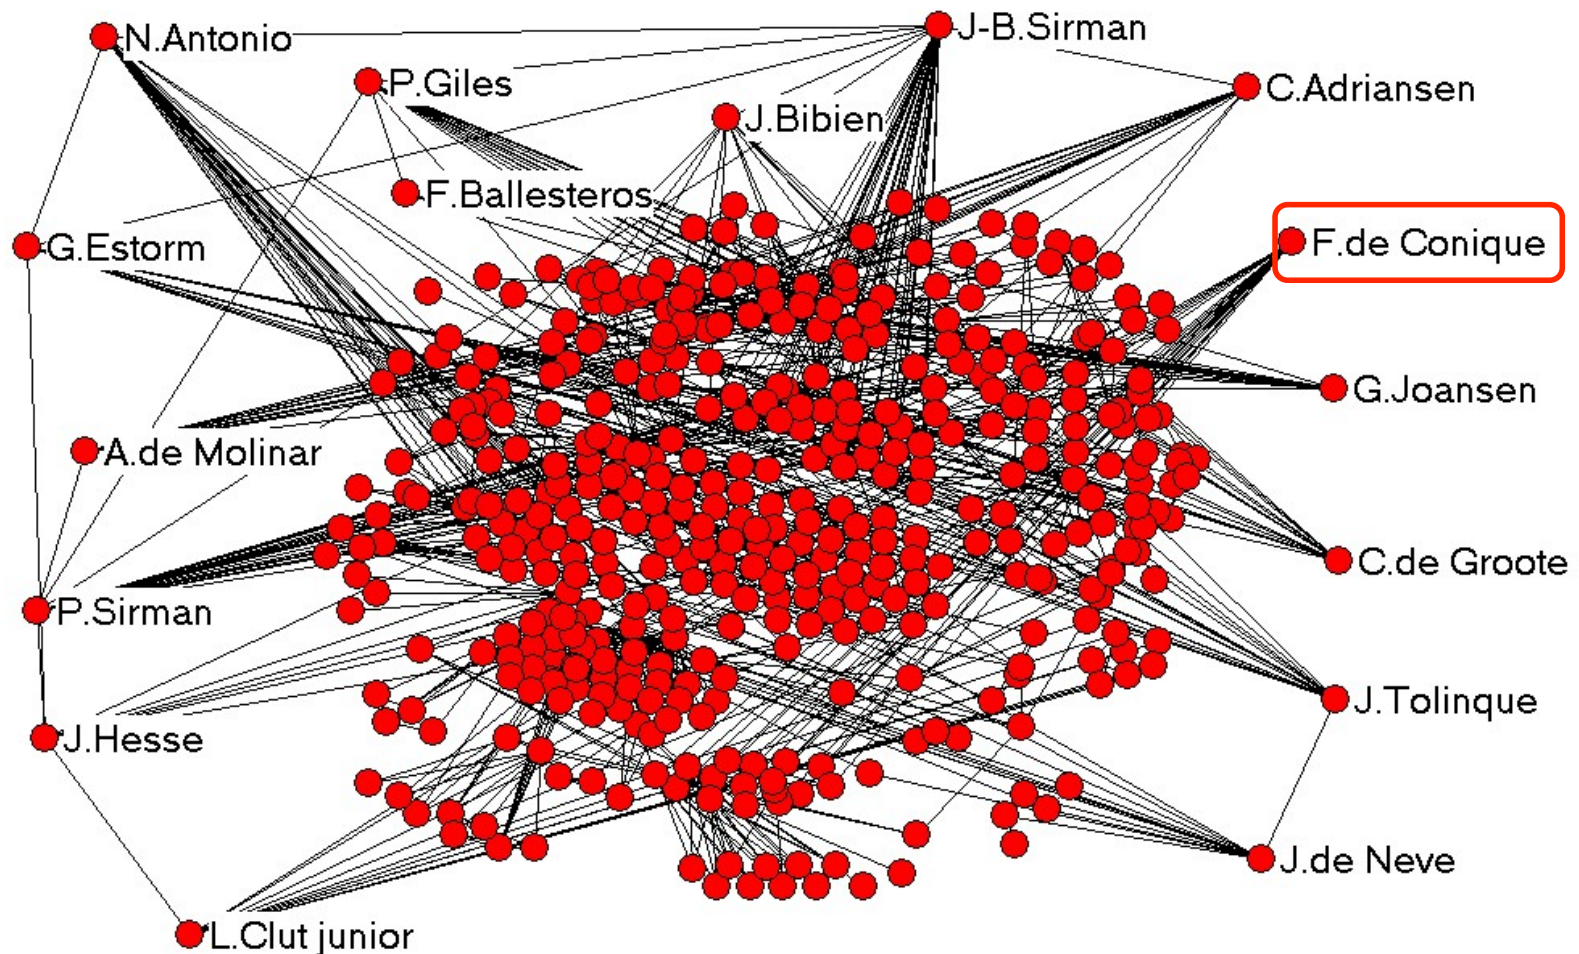 N.Antonio
J-B.Sirman
P.Giles
C.Adriansen
J.Bibien
F.Ballesteros
F.de Conique
G.Estorm
G.Joansen
A.de Molinar
C.de Groote
P.Sirman
J.Tolinque
J.Hesse
J.de Neve
L.Clut junior